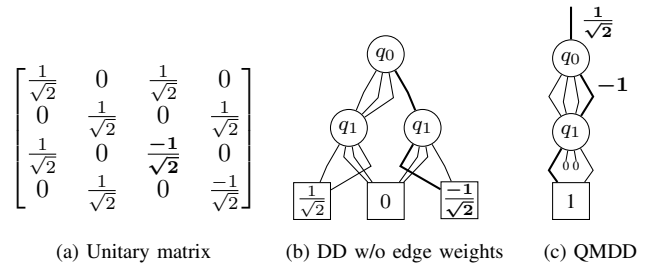 1/√2 0 1/√2 0
0 1/√2 0 1/√2
1/√2 0 -1/√2 0
0 1/√2 0 -1/√2
(a) Unitary matrix
q0
q1 q1
1/√2 0 -1/√2
(b) DD w/o edge weights
1/√2
q0
-1
q1
0 0
1
(c) QMDD